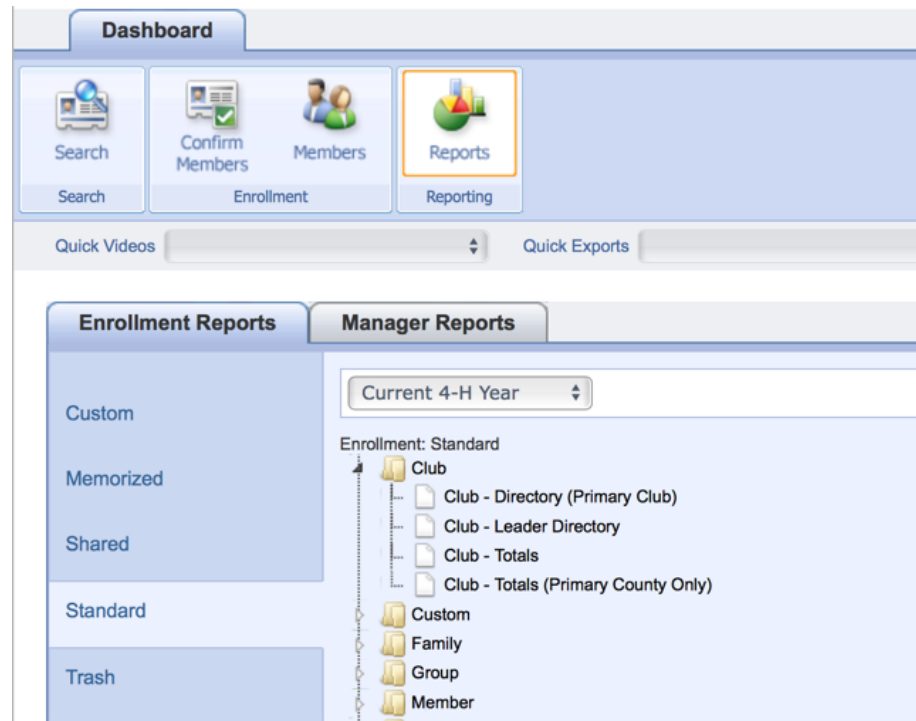 Dashboard
Search
Confirm
Members
Members
Reports
Search
Enrollment
Reporting
Quick Videos
Quick Exports
Enrollment Reports
Manager Reports
Custom
Memorized
Shared
Standard
Trash
Current 4-H Year
Enrollment: Standard
Club
Club - Directory (Primary Club)
Club - Leader Directory
Club - Totals
Club - Totals (Primary County Only)
Custom
Family
Group
Member